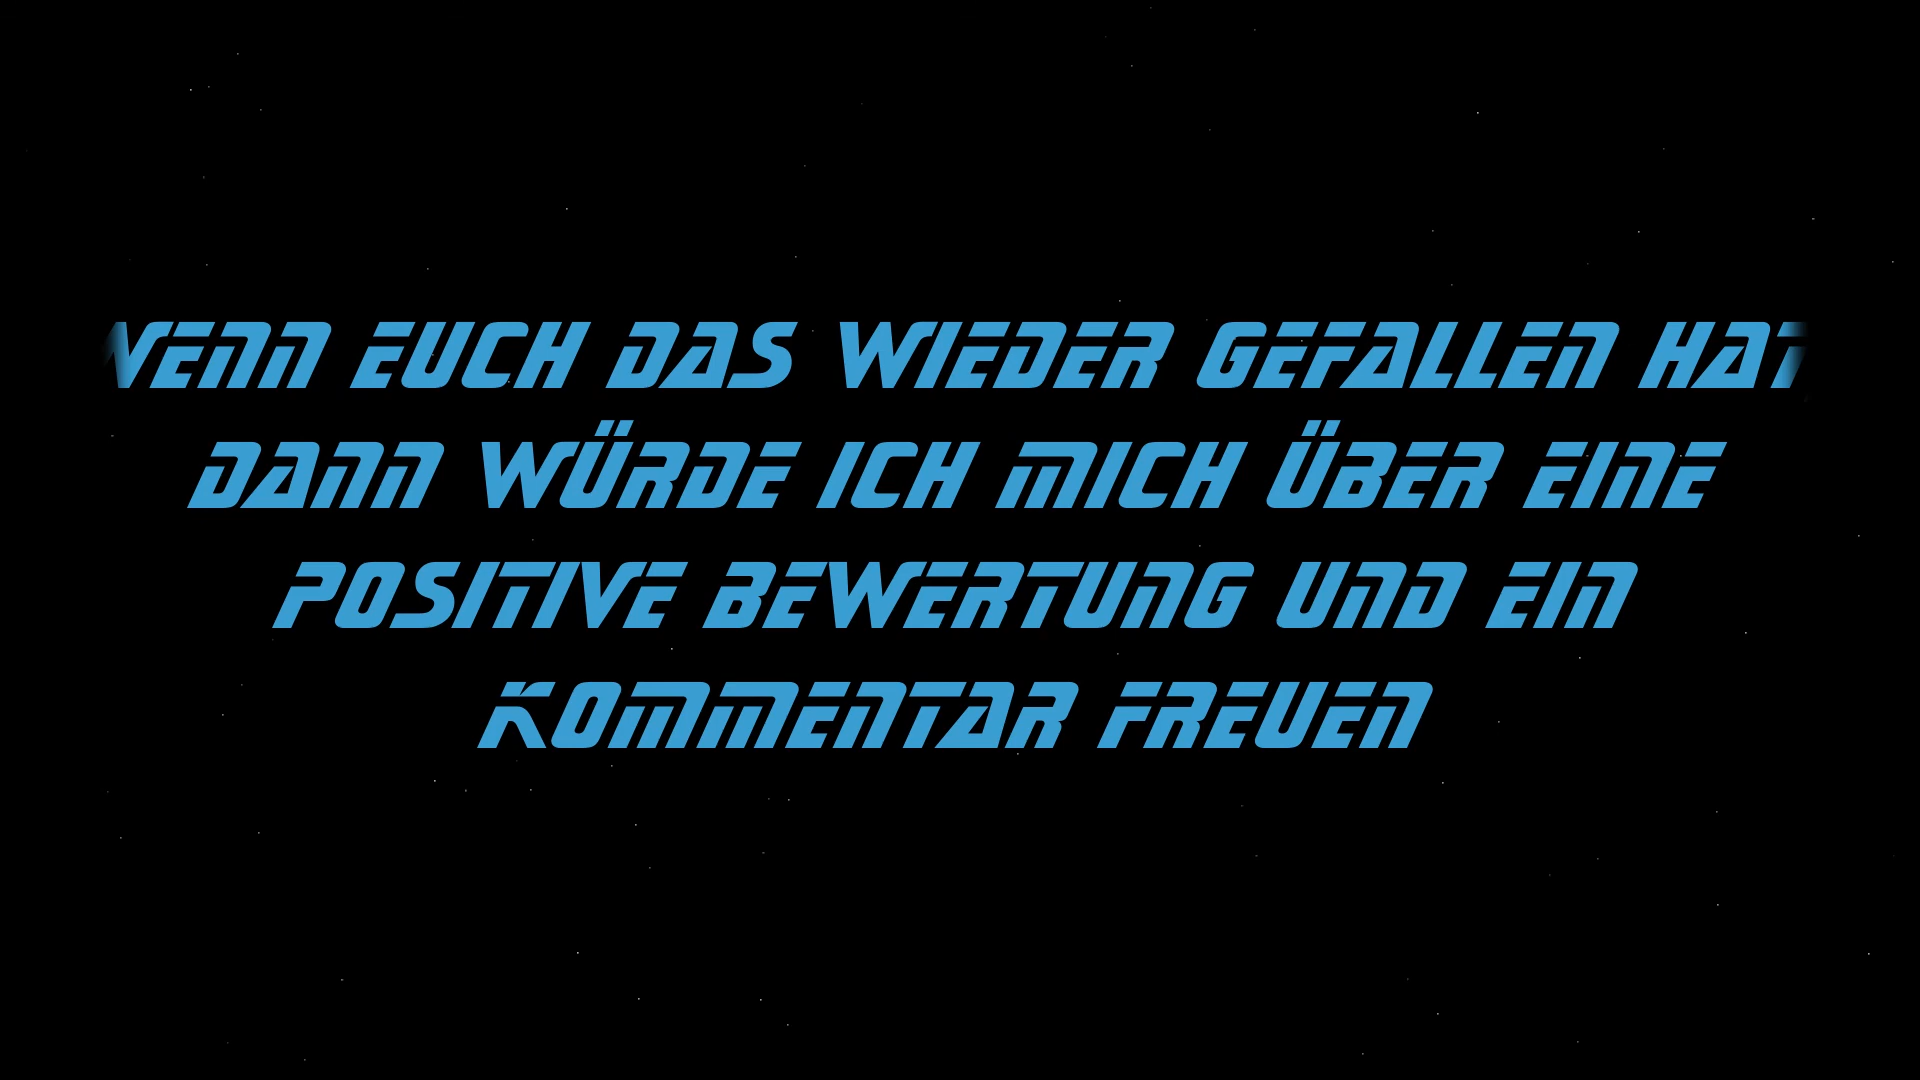 WENN EUCH DAS WIEDER GEFALLEN HAT
DANN WÜRDE ICH MICH ÜBER EINE
POSITIVE BEWERTUNG UND EIN
KOMMENTAR FREUEN